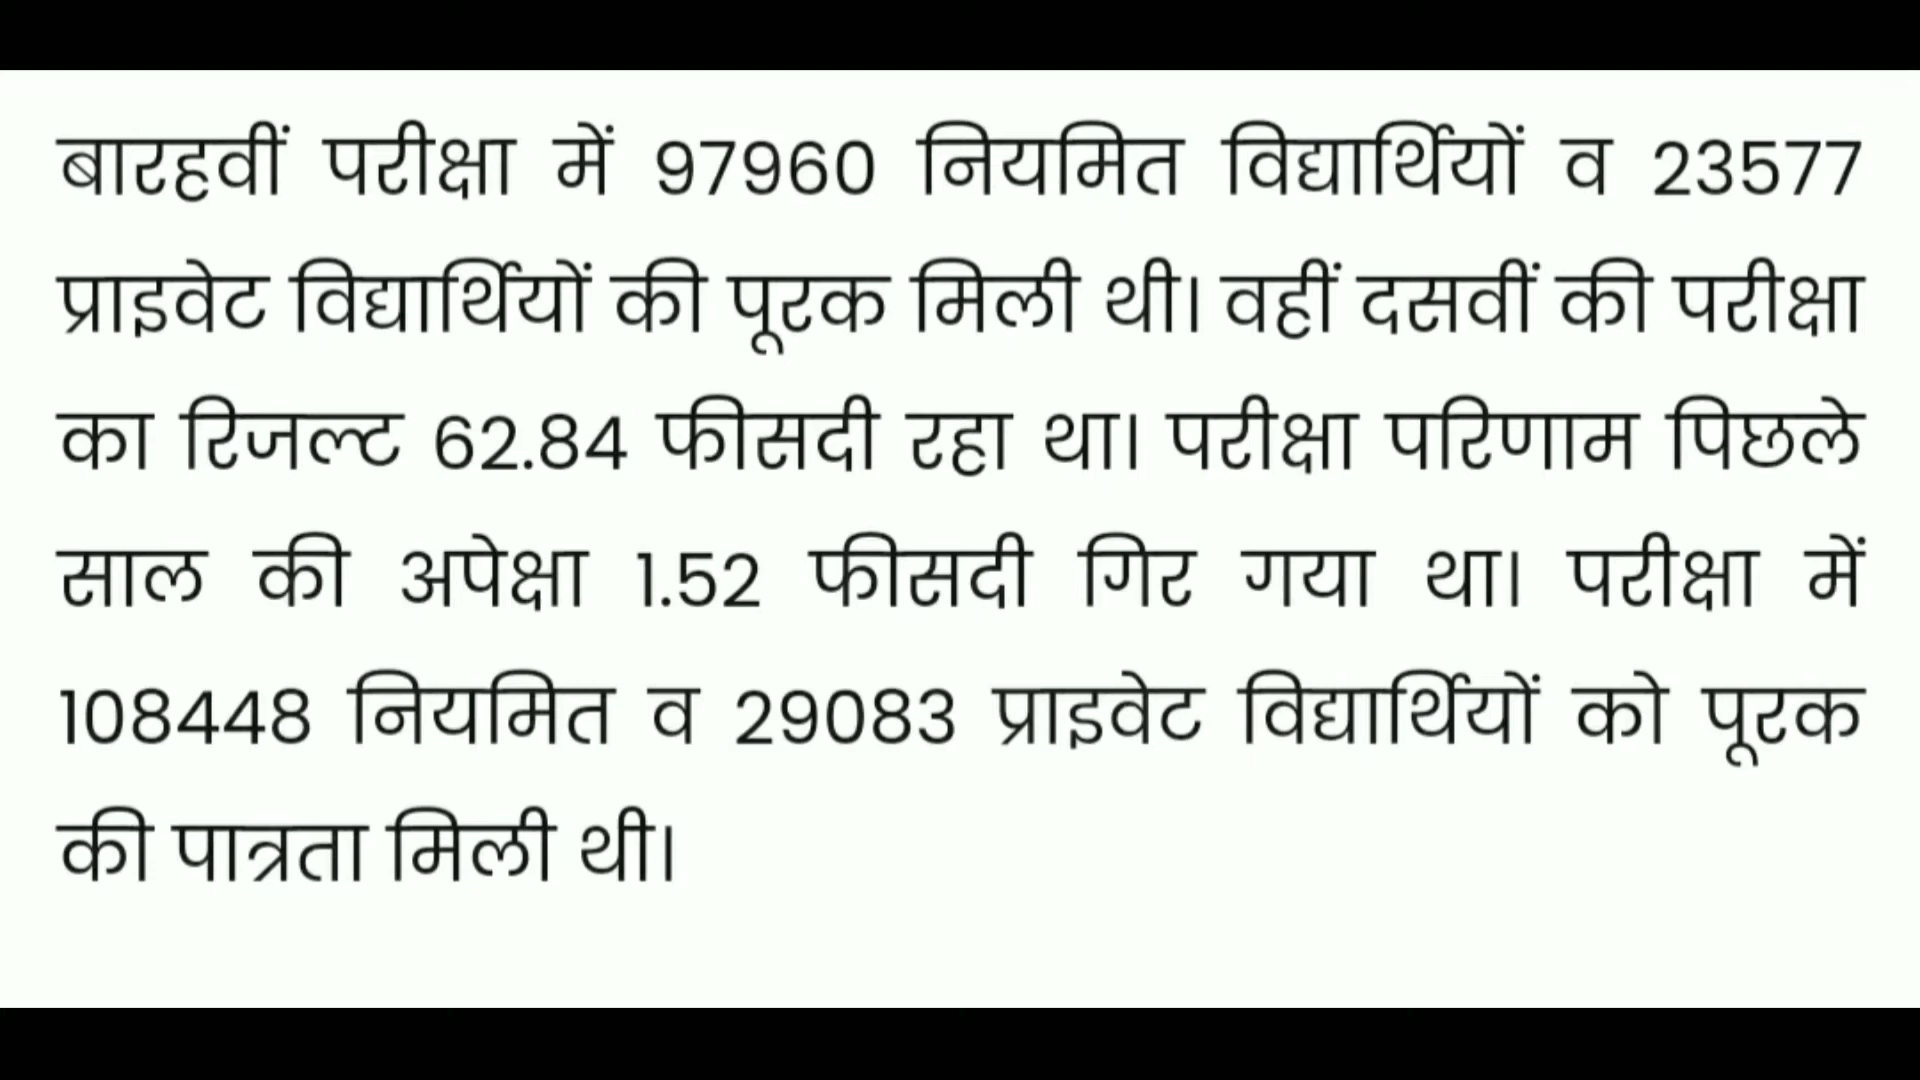 बारहवीं परीक्षा में 97960 नियमित विद्यार्थियों व 23577
प्राइवेट विद्यार्थियों की पूरक मिली थी। वहीं दसवीं की परीक्षा
का रिजल्ट 62.84 फीसदी रहा था। परीक्षा परिणाम पिछले
साल की अपेक्षा 1.52 फीसदी गिर गया था। परीक्षा में
108448 नियमित व 29083 प्राइवेट विद्यार्थियों को पूरक
की पात्रता मिली थी।